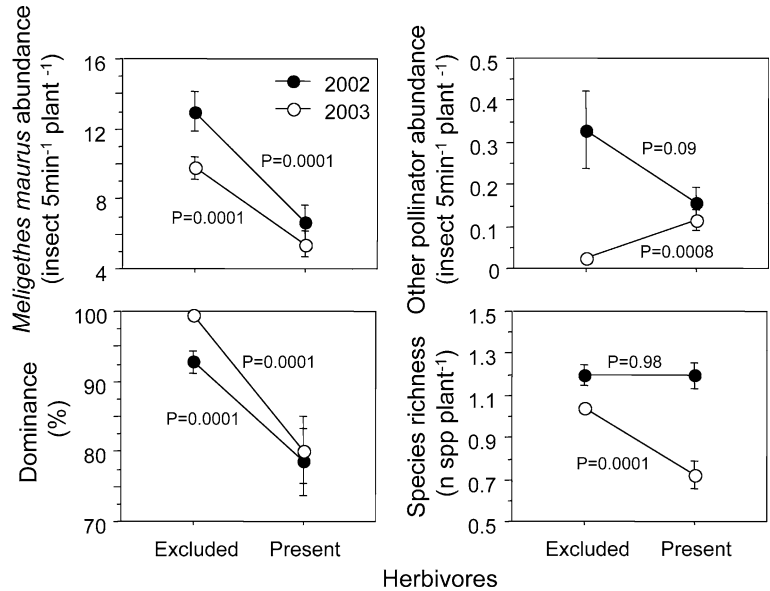 Meligethes maurus abundance
(insect 5min-1 plant -1)
16
12
8
4
2002
2003
P=0.0001
P=0.0001
Other pollinator abundance
(insect 5min-1 plant -1)
0.5
0.4
0.3
0.2
0.1
0
P=0.09
P=0.0008
Dominance
(%)
100
90
80
70
P=0.0001
P=0.0001
Excluded Present
Species richness
(n spp plant-1)
1.5
1.3
1.1
0.9
0.7
0.5
P=0.98
P=0.0001
Excluded Present
Herbivores